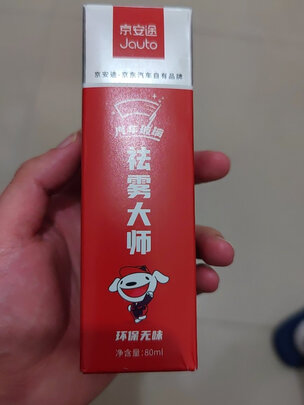 京安途
Jauto
京安途·京东汽车自有品牌
汽车玻璃
祛雾大师
环保无味
净含量:80ml